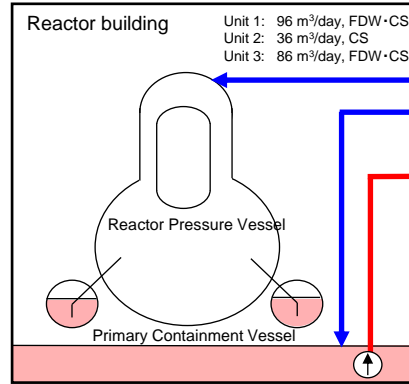 Reactor building
Unit 1: 96 m³/day, FDW・CS
Unit 2: 36 m³/day, CS
Unit 3: 86 m³/day, FDW・CS
Reactor Pressure Vessel
Primary Containment Vessel